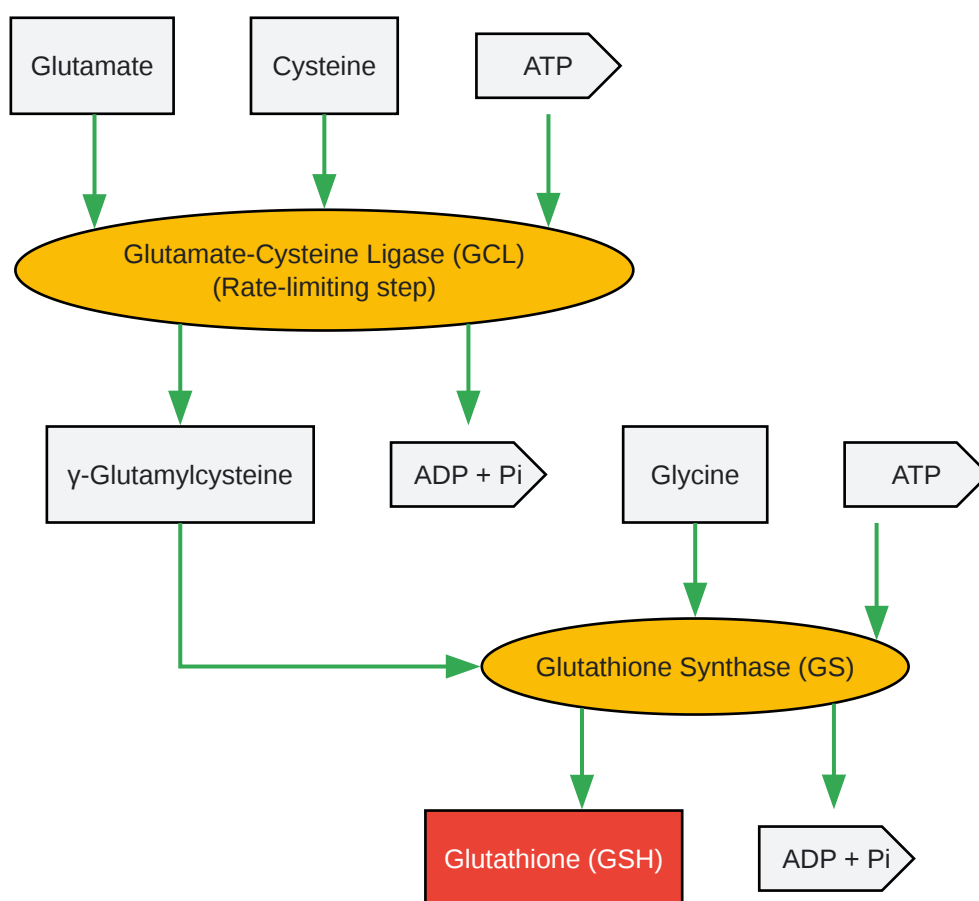 Glutamate
Cysteine
ATP
Glutamate-Cysteine Ligase (GCL)
(Rate-limiting step)
γ-Glutamylcysteine
ADP + Pi
Glycine
ATP
Glutathione Synthase (GS)
Glutathione (GSH)
ADP + Pi